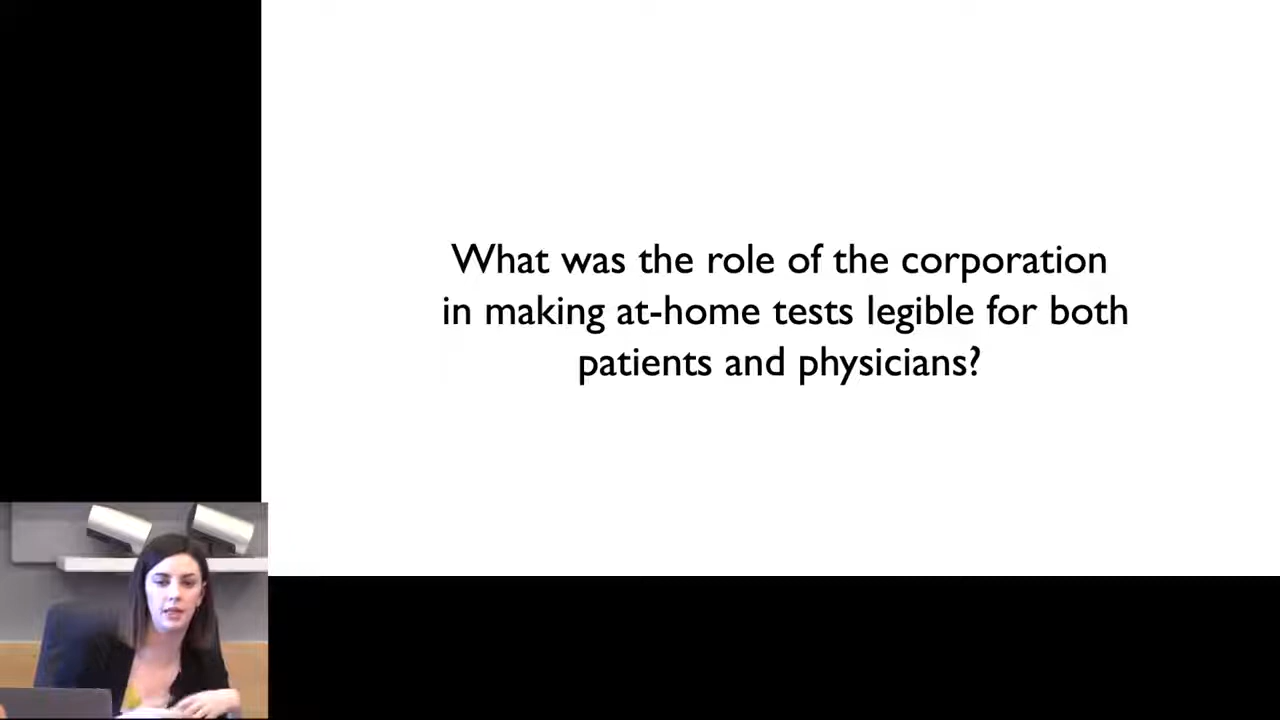 What was the role of the corporation
in making at-home tests legible for both
patients and physicians?